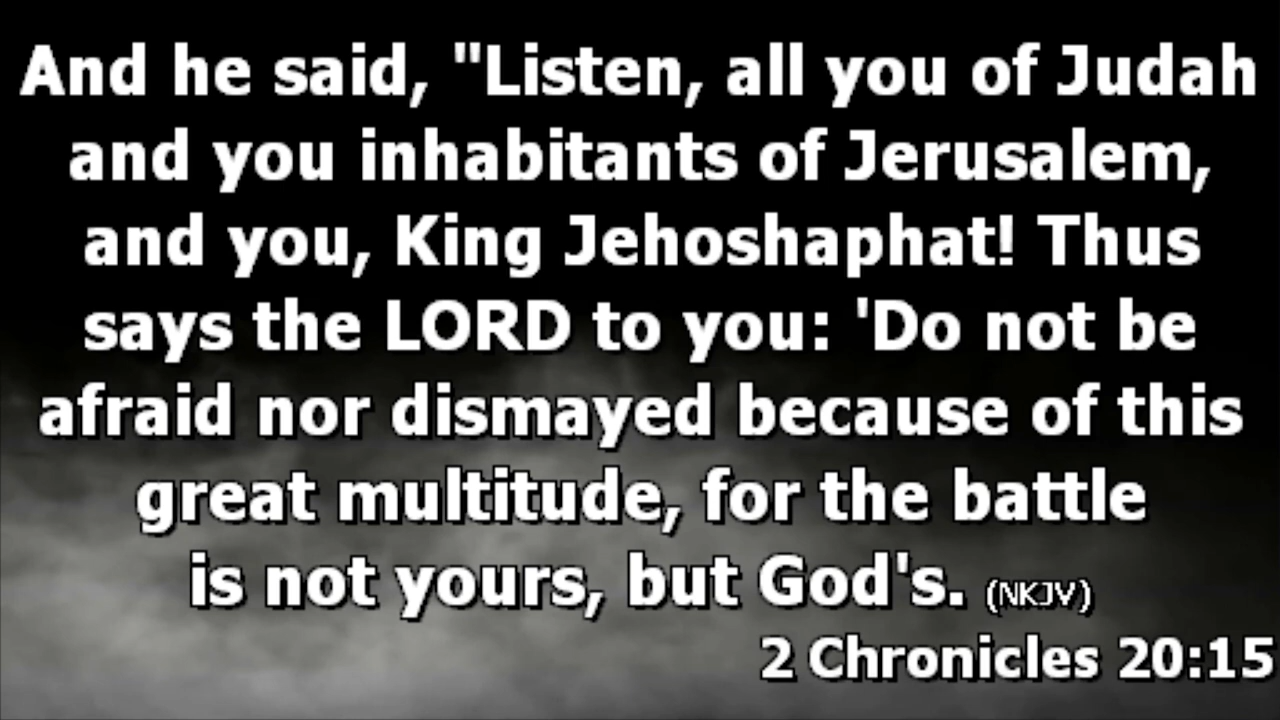 And he said, "Listen, all you of Judah
and you inhabitants of Jerusalem,
and you, King Jehoshaphat! Thus
says the LORD to you: 'Do not be
afraid nor dismayed because of this
great multitude, for the battle
is not yours, but God's. (NKJV)
2 Chronicles 20:15